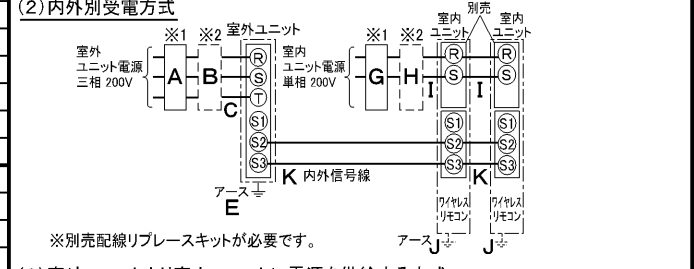 (2)内外別受電方式
※1 ※2 室外ユニット
室外
ユニット電源
三相 200V
A B C
R
S
T
S1
S2
S3
アース
E
※1 ※2
室内
ユニット電源
単相 200V
G H I I
別売
室内
ユニット
室内
ユニット
R
S
S1
S2
S3
R
S
S1
S2
S3
K 内外信号線
K
ワイヤレス
リモコン
ワイヤレス
リモコン
アース J J
※別売配線リプレースキットが必要です。